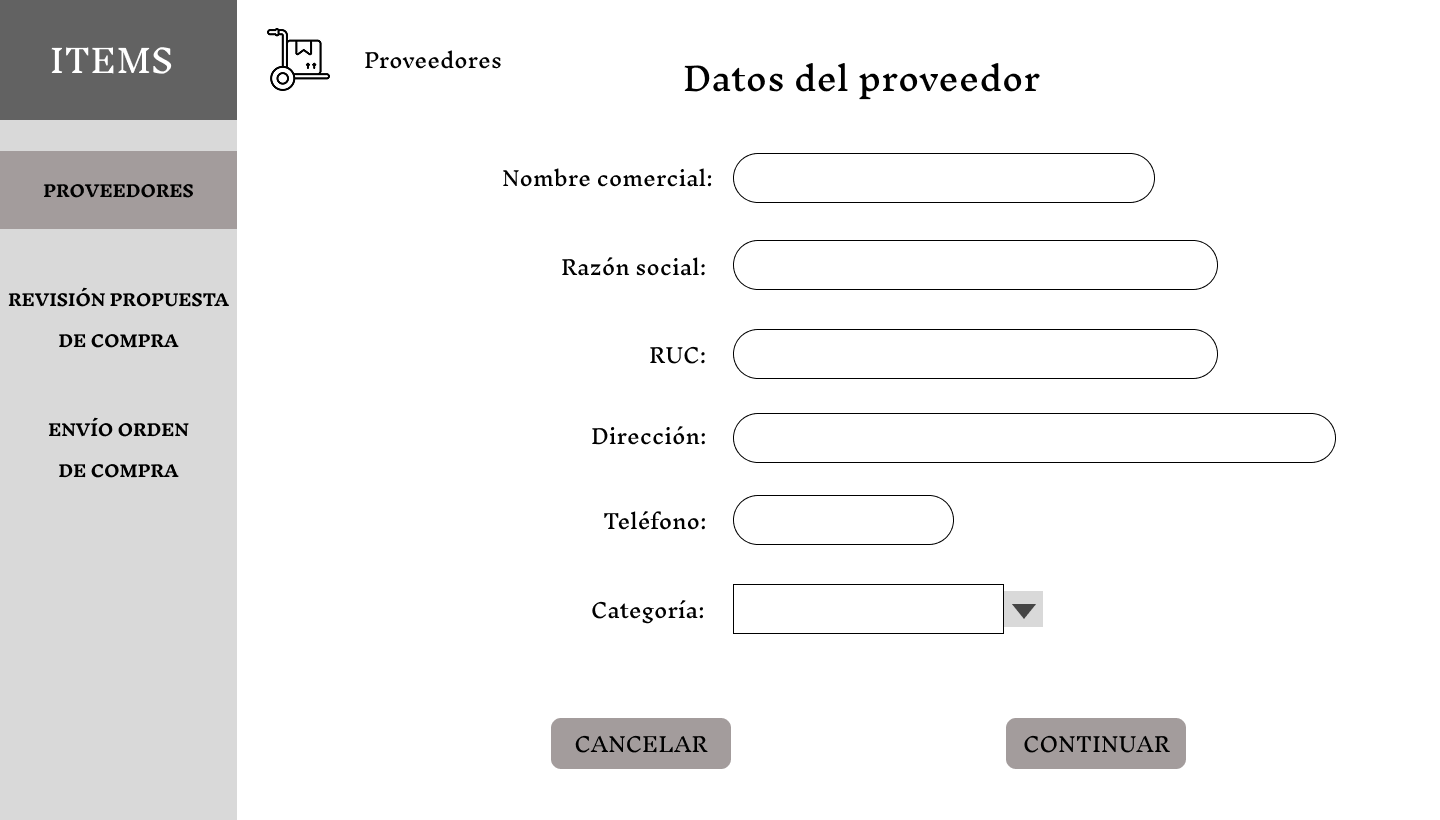 ITEMS
PROVEEDORES
REVISIÓN PROPUESTA
DE COMPRA
ENVÍO ORDEN
DE COMPRA
Proveedores
Datos del proveedor
Nombre comercial:
Razón social:
RUC:
Dirección:
Teléfono:
Categoría:
CANCELAR
CONTINUAR